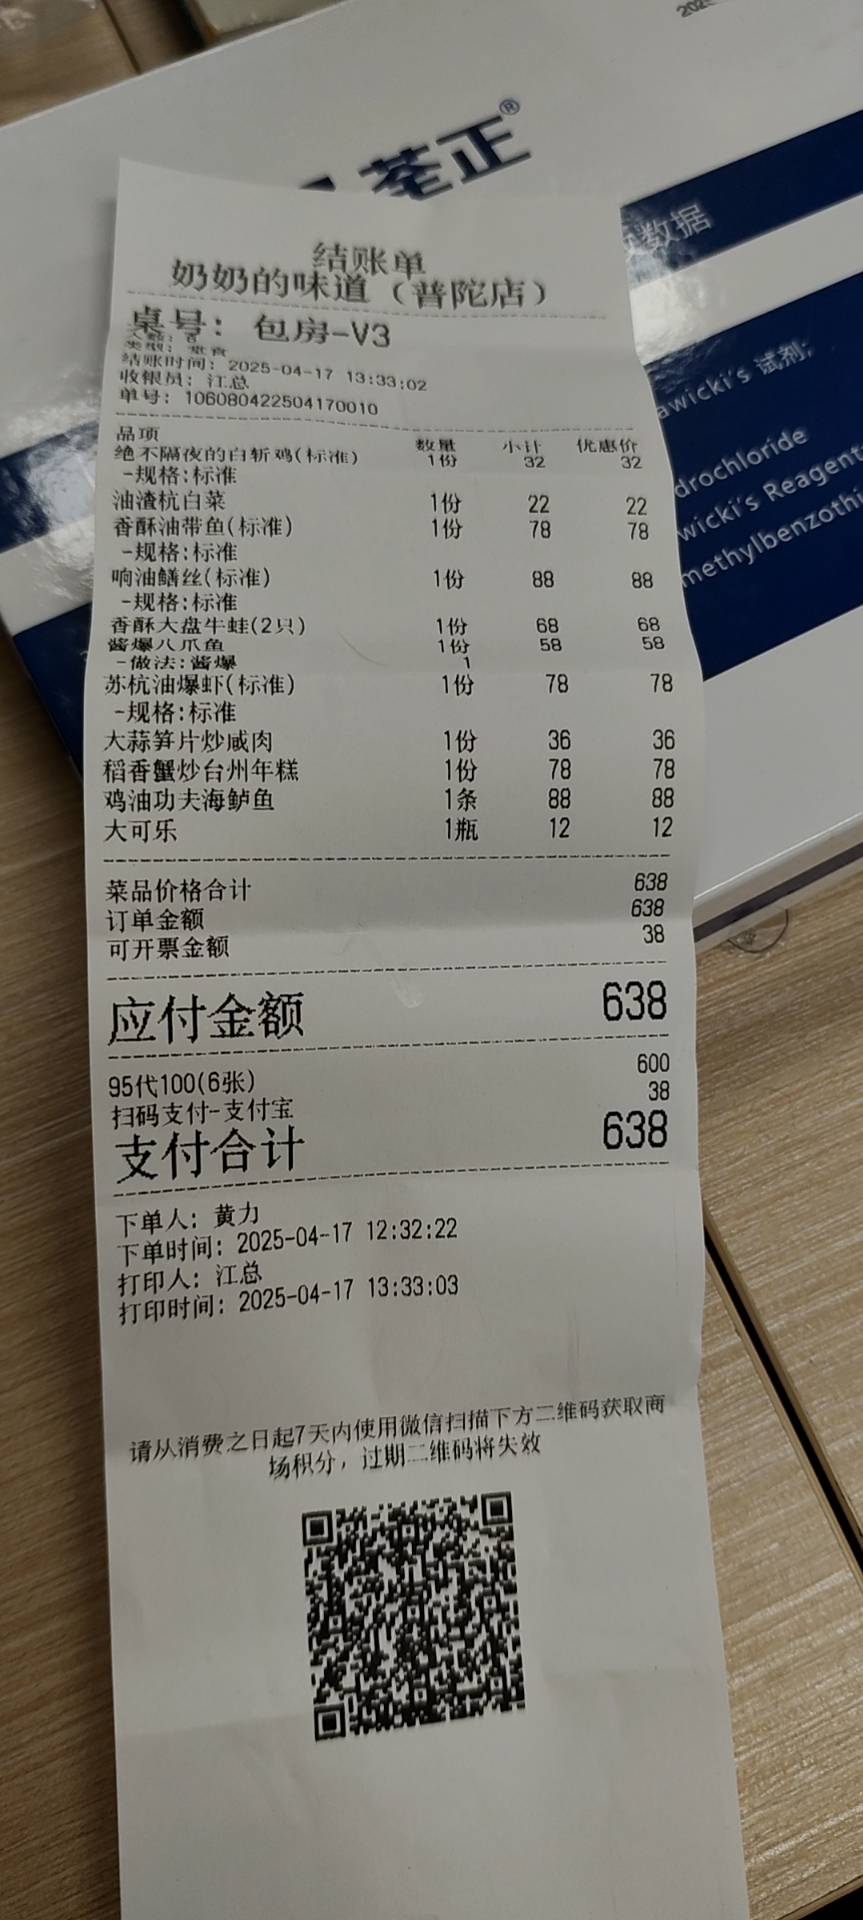 荃正®
数据
awicki's 试剂;
drochloride
wicki's Reagent
methylbenzothi
结账单
奶奶的味道（普陀店）
桌号: 包房-V3
类型: 堂食
结账时间: 2025-04-17 13:33:02
收银员: 江总
单号: 106080422504170010
品项 数量 小计 优惠价
绝不隔夜的白斩鸡(标准) 1份 32 32
-规格:标准
油渣杭白菜 1份 22 22
香酥油带鱼(标准) 1份 78 78
-规格:标准
响油鳝丝(标准) 1份 88 88
-规格:标准
香酥大盘牛蛙(2只) 1份 68 68
酱爆八爪鱼 1份 58 58
-做法:酱爆 1
苏杭油爆虾(标准) 1份 78 78
-规格:标准
大蒜笋片炒咸肉 1份 36 36
稻香蟹炒台州年糕 1份 78 78
鸡油功夫海鲈鱼 1条 88 88
大可乐 1瓶 12 12
菜品价格合计 638
订单金额 638
可开票金额 38
应付金额 638
95代100(6张) 600
扫码支付-支付宝 38
支付合计 638
下单人: 黄力
下单时间: 2025-04-17 12:32:22
打印人: 江总
打印时间: 2025-04-17 13:33:03
请从消费之日起7天内使用微信扫描下方二维码获取商
场积分，过期二维码将失效